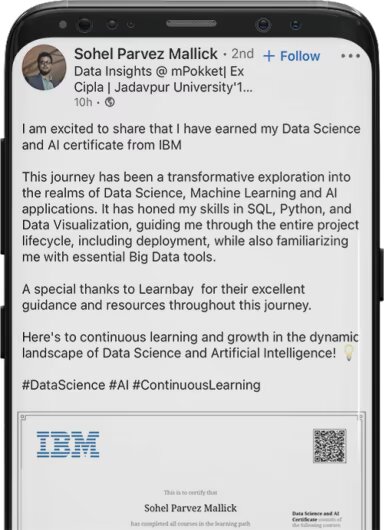 Sohel Parvez Mallick • 2nd + Follow
Data Insights @ mPokket| Ex
Cipla | Jadavpur University'1...
10h •
I am excited to share that I have earned my Data Science
and AI certificate from IBM
This journey has been a transformative exploration into
the realms of Data Science, Machine Learning and AI
applications. It has honed my skills in SQL, Python, and
Data Visualization, guiding me through the entire project
lifecycle, including deployment, while also familiarizing
me with essential Big Data tools.
A special thanks to Learnbay for their excellent
guidance and resources throughout this journey.
Here's to continuous learning and growth in the dynamic
landscape of Data Science and Artificial Intelligence! 💡
#DataScience #AI #ContinuousLearning
IBM
This is to certify that
Sohel Parvez Mallick
has completed all courses in the learning path
Data Science and AI
Certificate consists of
the following courses